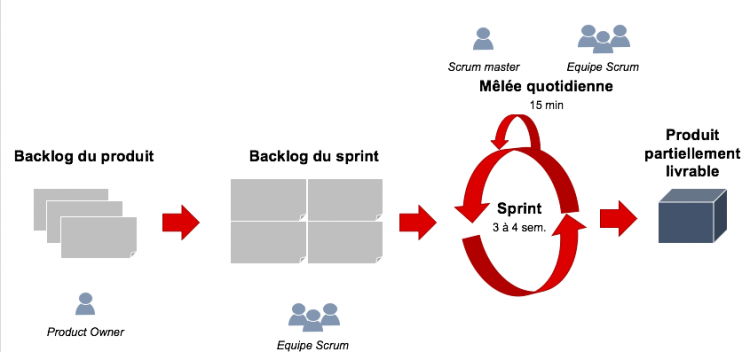 Scrum master
Equipe Scrum
Mêlée quotidienne
15 min
Backlog du produit
Backlog du sprint
Produit
partiellement
livrable
Sprint
3 à 4 sem.
Product Owner
Equipe Scrum